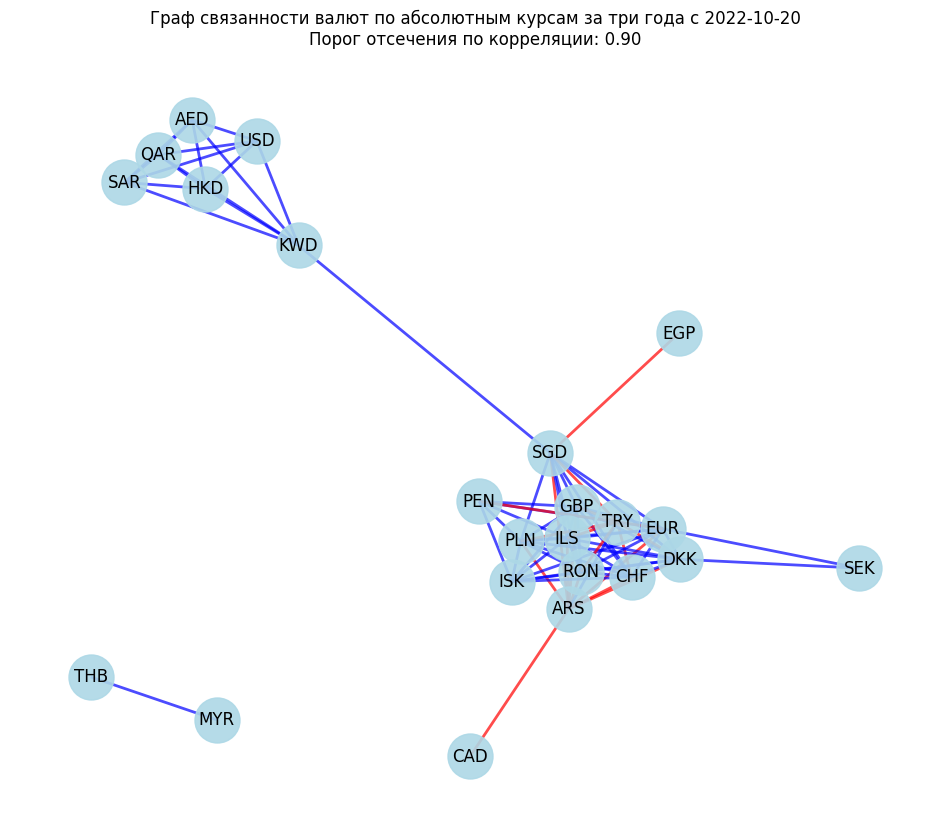 Граф связанности валют по абсолютным курсам за три года с 2022-10-20
Порог отсечения по корреляции: 0.90
AED
USD
QAR
SAR
HKD
KWD
EGP
SGD
PEN
GBP
TRY
EUR
PLN
ILS
DKK
SEK
RON
CHF
ISK
ARS
THB
MYR
CAD